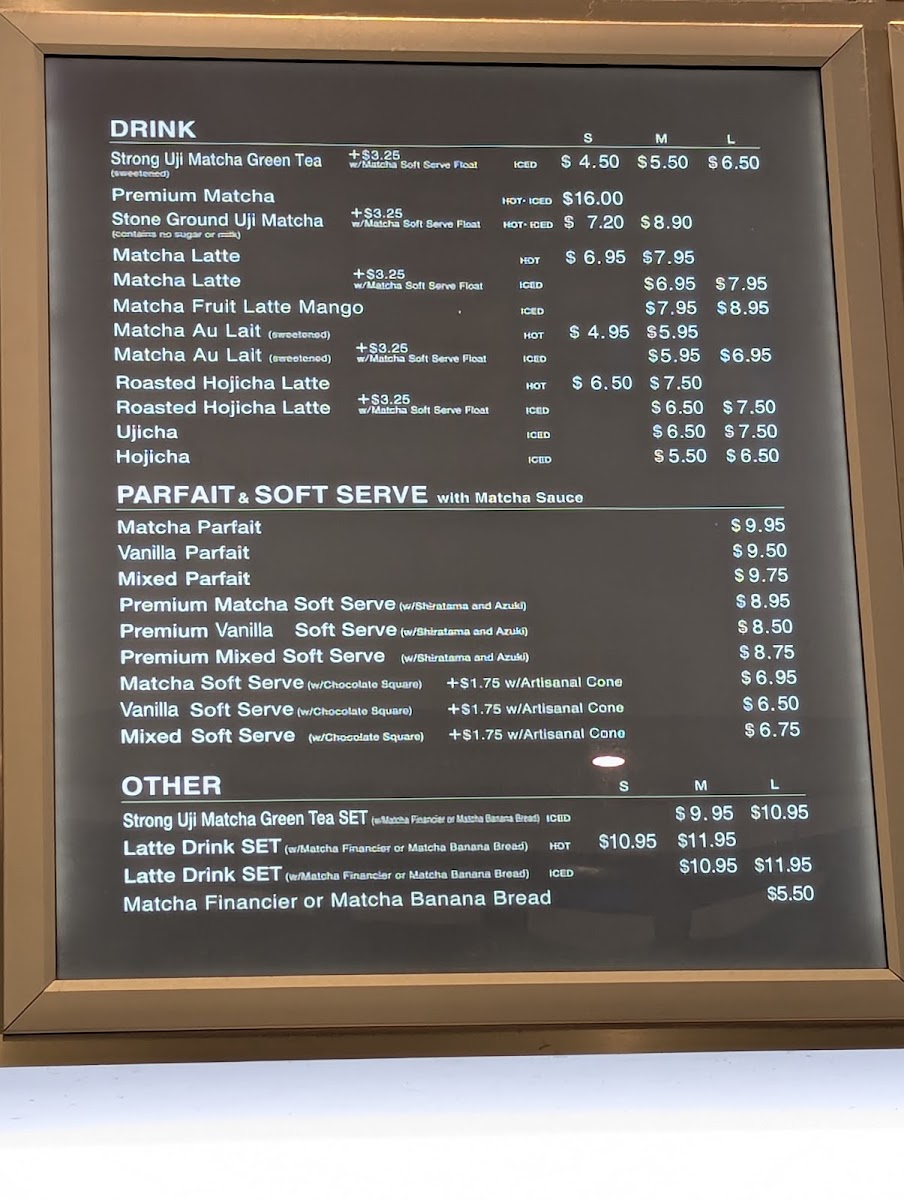 DRINK S M L
Strong Uji Matcha Green Tea +$3.25 w/Matcha Soft Serve Float ICED $ 4.50 $5.50 $6.50
(sweetened)
Premium Matcha HOT· ICED $16.00
Stone Ground Uji Matcha +$3.25 w/Matcha Soft Serve Float HOT· ICED $ 7.20 $8.90
(contains no sugar or milk)
Matcha Latte HOT $ 6.95 $7.95
Matcha Latte +$3.25 w/Matcha Soft Serve Float ICED $6.95 $7.95
Matcha Fruit Latte Mango ICED $7.95 $8.95
Matcha Au Lait (sweetened) HOT $ 4.95 $5.95
Matcha Au Lait (sweetened) +$3.25 w/Matcha Soft Serve Float ICED $5.95 $6.95
Roasted Hojicha Latte HOT $ 6.50 $7.50
Roasted Hojicha Latte +$3.25 w/Matcha Soft Serve Float ICED $6.50 $7.50
Ujicha ICED $6.50 $7.50
Hojicha ICED $5.50 $6.50
PARFAIT & SOFT SERVE with Matcha Sauce
Matcha Parfait $9.95
Vanilla Parfait $9.50
Mixed Parfait $9.75
Premium Matcha Soft Serve (w/Shiratama and Azuki) $8.95
Premium Vanilla Soft Serve (w/Shiratama and Azuki) $8.50
Premium Mixed Soft Serve (w/Shiratama and Azuki) $8.75
Matcha Soft Serve (w/Chocolate Square) +$1.75 w/Artisanal Cone $6.95
Vanilla Soft Serve (w/Chocolate Square) +$1.75 w/Artisanal Cone $6.50
Mixed Soft Serve (w/Chocolate Square) +$1.75 w/Artisanal Cone $6.75
OTHER S M L
Strong Uji Matcha Green Tea SET (w/Matcha Financier or Matcha Banana Bread) ICED $9.95 $10.95
Latte Drink SET (w/Matcha Financier or Matcha Banana Bread) HOT $10.95 $11.95
Latte Drink SET (w/Matcha Financier or Matcha Banana Bread) ICED $10.95 $11.95
Matcha Financier or Matcha Banana Bread $5.50